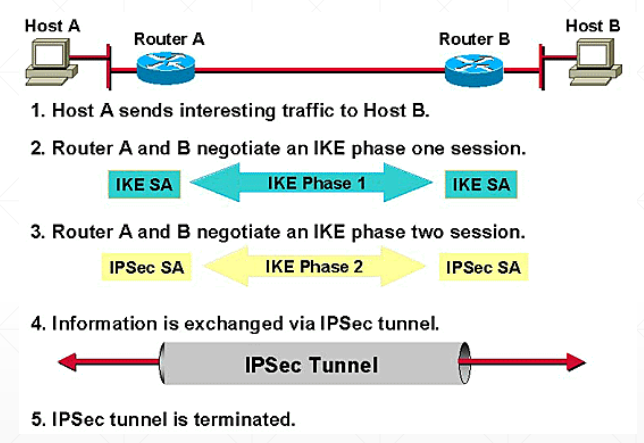 Host A
Router A
Router B
Host B
1. Host A sends interesting traffic to Host B.
2. Router A and B negotiate an IKE phase one session.
IKE SA
IKE Phase 1
IKE SA
3. Router A and B negotiate an IKE phase two session.
IPSec SA
IKE Phase 2
IPSec SA
4. Information is exchanged via IPSec tunnel.
IPSec Tunnel
5. IPSec tunnel is terminated.